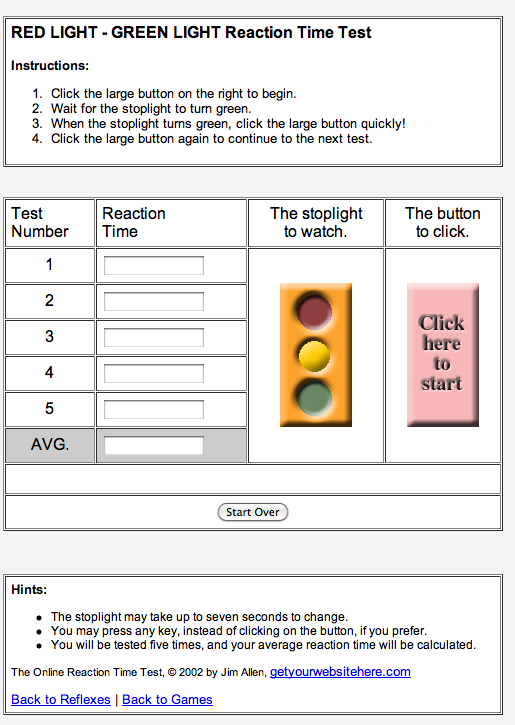 RED LIGHT - GREEN LIGHT Reaction Time Test
Instructions:
1. Click the large button on the right to begin.
2. Wait for the stoplight to turn green.
3. When the stoplight turns green, click the large button quickly!
4. Click the large button again to continue to the next test.
Test Number
Reaction Time
The stoplight to watch.
The button to click.
1
2
3
4
5
AVG.
Click
here
to
start
Start Over
Hints:
• The stoplight may take up to seven seconds to change.
• You may press any key, instead of clicking on the button, if you prefer.
• You will be tested five times, and your average reaction time will be calculated.
The Online Reaction Time Test, © 2002 by Jim Allen, getyourwebsitehere.com
Back to Reflexes | Back to Games